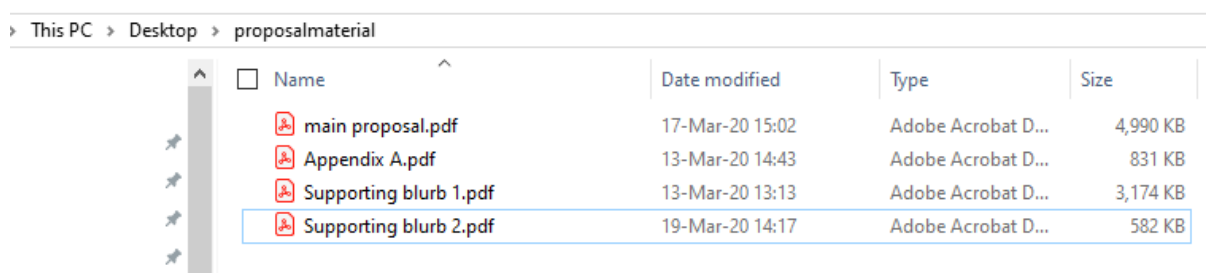 This PC > Desktop > proposalmaterial
Name Date modified Type Size
main proposal.pdf 17-Mar-20 15:02 Adobe Acrobat D... 4,990 KB
Appendix A.pdf 13-Mar-20 14:43 Adobe Acrobat D... 831 KB
Supporting blurb 1.pdf 13-Mar-20 13:13 Adobe Acrobat D... 3,174 KB
Supporting blurb 2.pdf 19-Mar-20 14:17 Adobe Acrobat D... 582 KB